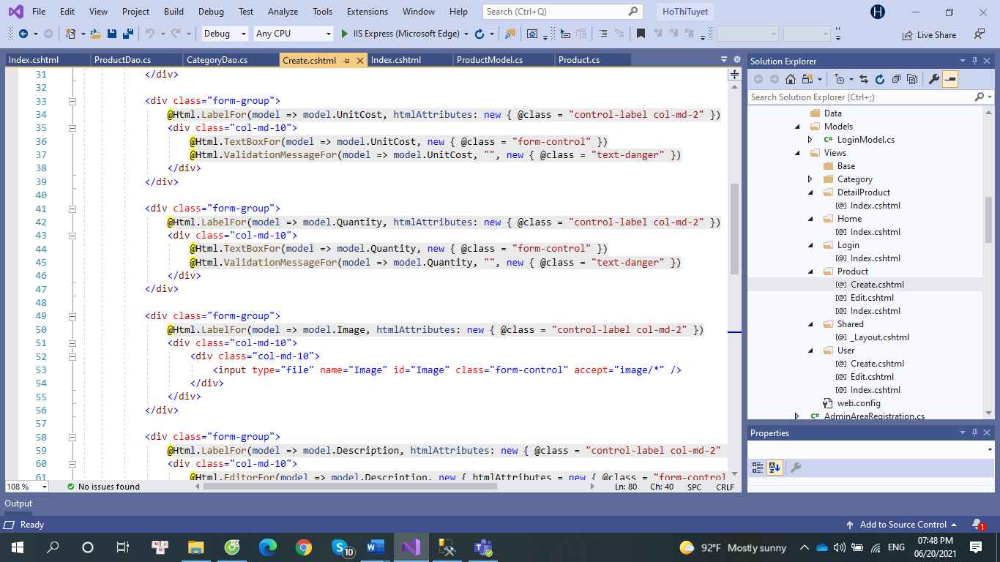 File Edit View Project Build Debug Test Analyze Tools Extensions Window Help Search (Ctrl+Q) HoThiTuyet H
Debug Any CPU IIS Express (Microsoft Edge) Live Share
Index.cshtml ProductDao.cs CategoryDao.cs Create.cshtml Index.cshtml ProductModel.cs Product.cs
31 </div>
32
33 <div class="form-group">
34 @Html.LabelFor(model => model.UnitCost, htmlAttributes: new { @class = "control-label col-md-2" })
35 <div class="col-md-10">
36 @Html.TextBoxFor(model => model.UnitCost, new { @class = "form-control" })
37 @Html.ValidationMessageFor(model => model.UnitCost, "", new { @class = "text-danger" })
38 </div>
39 </div>
40
41 <div class="form-group">
42 @Html.LabelFor(model => model.Quantity, htmlAttributes: new { @class = "control-label col-md-2" })
43 <div class="col-md-10">
44 @Html.TextBoxFor(model => model.Quantity, new { @class = "form-control" })
45 @Html.ValidationMessageFor(model => model.Quantity, "", new { @class = "text-danger" })
46 </div>
47 </div>
48
49 <div class="form-group">
50 @Html.LabelFor(model => model.Image, htmlAttributes: new { @class = "control-label col-md-2" })
51 <div class="col-md-10">
52 <div class="col-md-10">
53 <input type="file" name="Image" id="Image" class="form-control" accept="image/*" />
54 </div>
55 </div>
56 </div>
57
58 <div class="form-group">
59 @Html.LabelFor(model => model.Description, htmlAttributes: new { @class = "control-label col-md-2"
60 <div class="col-md-10">
61 @Html.EditorFor(model => model.Description, new { htmlAttributes = new { @class = "form-control
108 % No issues found Ln: 80 Ch: 40 SPC CRLF
Solution Explorer
Search Solution Explorer (Ctrl+;)
Data
Models
C# LoginModel.cs
Views
Base
Category
DetailProduct
[@] Index.cshtml
Home
[@] Index.cshtml
Login
[@] Index.cshtml
Product
[@] Create.cshtml
[@] Edit.cshtml
[@] Index.cshtml
Shared
[@] _Layout.cshtml
User
[@] Create.cshtml
[@] Edit.cshtml
[@] Index.cshtml
web.config
C# AdminAreaRegistration.cs
Properties
Output
Ready Add to Source Control 1
10 92°F Mostly sunny ENG 07:48 PM
06/20/2021